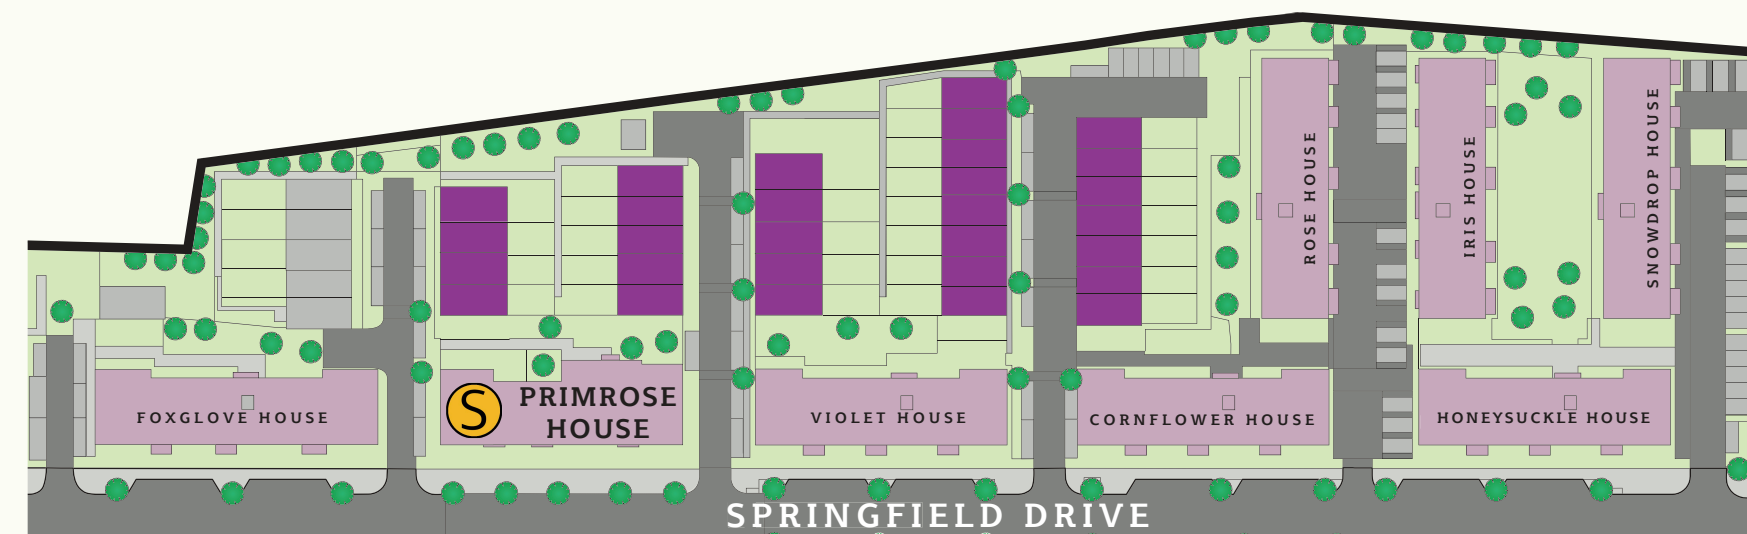 ROSE HOUSE
IRIS HOUSE
SNOWDROP HOUSE
FOXGLOVE HOUSE
S
PRIMROSE
HOUSE
VIOLET HOUSE
CORNFLOWER HOUSE
HONEYSUCKLE HOUSE
SPRINGFIELD DRIVE